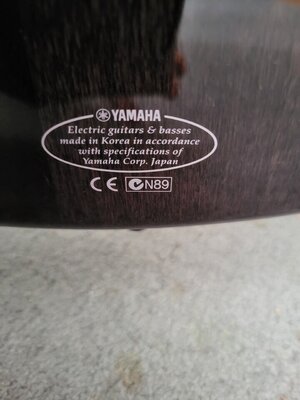 YAMAHA
Electric guitars & basses
made in Korea in accordance
with specifications of
Yamaha Corp. Japan
CE N89